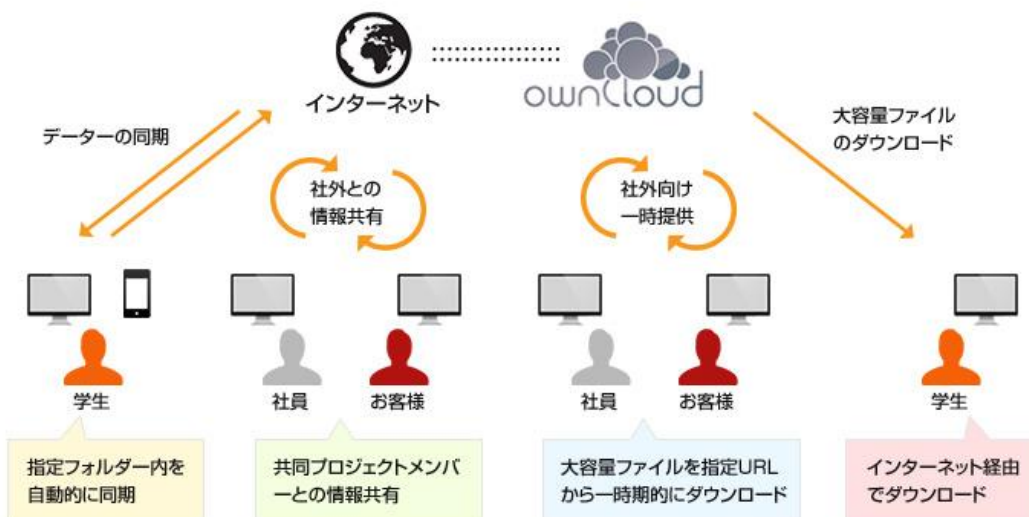 インターネット
ownCloud
データーの同期
大容量ファイル
のダウンロード
社外との
情報共有
社外向け
一時提供
学生
社員
お客様
社員
お客様
学生
指定フォルダー内を
自動的に同期
共同プロジェクトメンバ
ーとの情報共有
大容量ファイルを指定URL
から一時期的にダウンロード
インターネット経由
でダウンロード